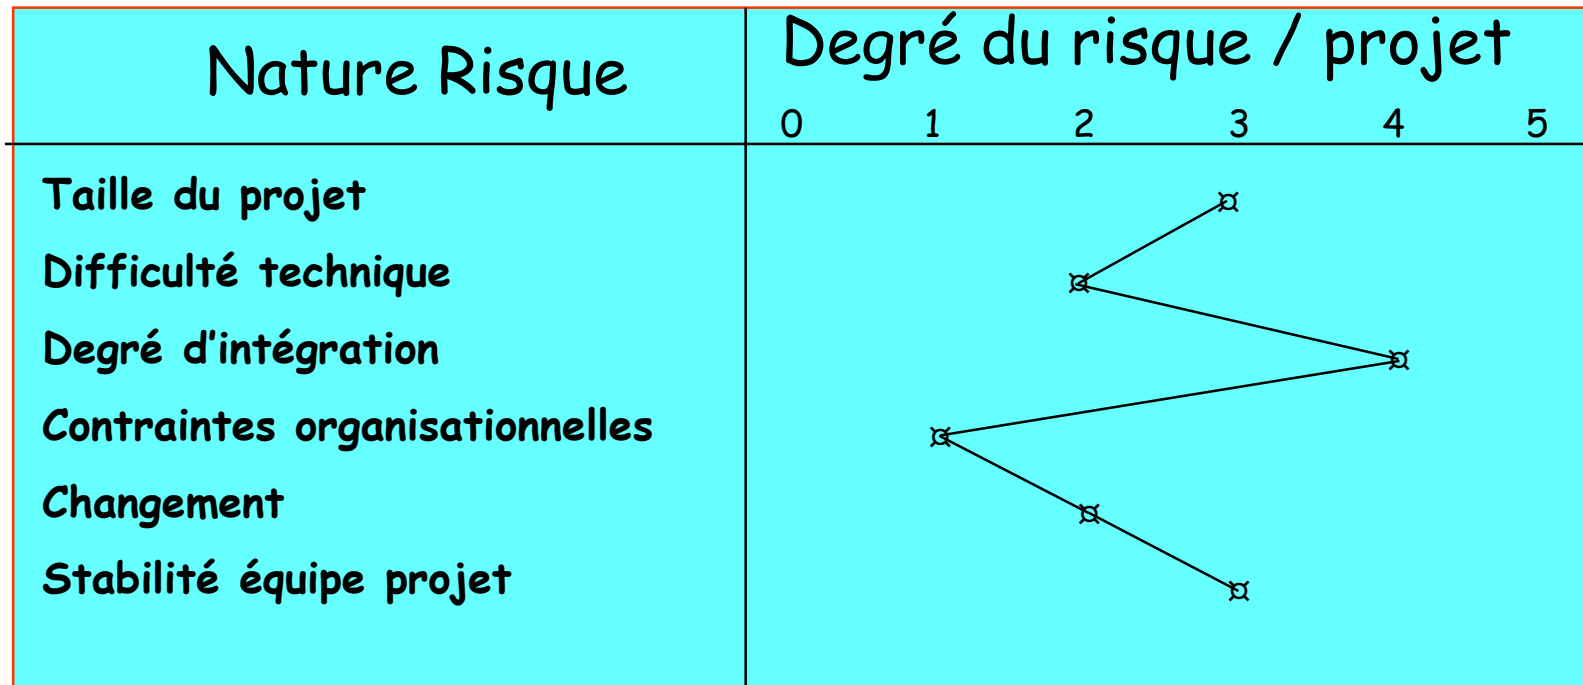 Nature Risque
Degré du risque / projet
0 1 2 3 4 5
Taille du projet
Difficulté technique
Degré d'intégration
Contraintes organisationnelles
Changement
Stabilité équipe projet